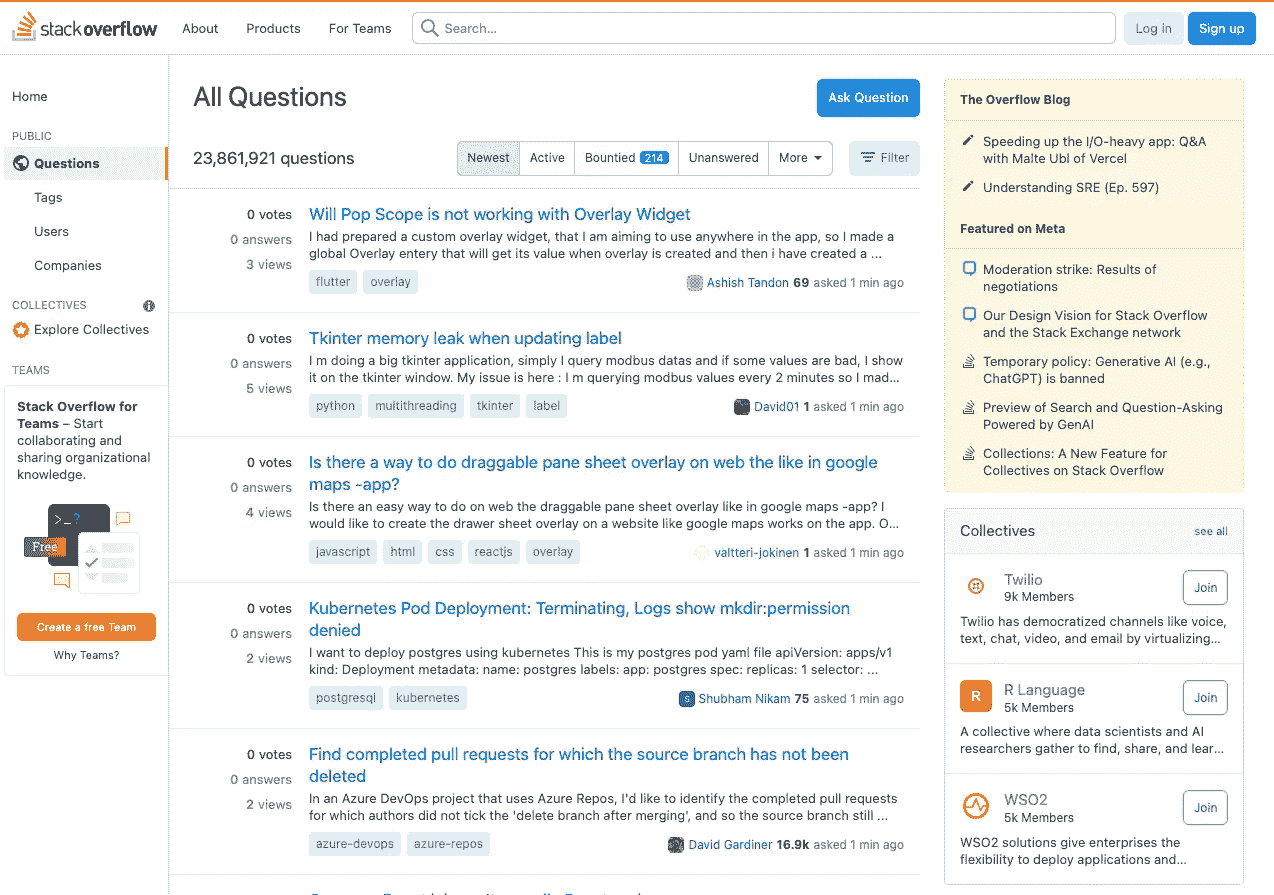 stackoverflow
About
Products
For Teams
Search...
Log in
Sign up
Home
PUBLIC
Questions
Tags
Users
Companies
COLLECTIVES
Explore Collectives
TEAMS
Stack Overflow for
Teams – Start
collaborating and
sharing organizational
knowledge.
>_?
Free
Create a free Team
Why Teams?
All Questions
Ask Question
23,861,921 questions
Newest
Active
Bountied 214
Unanswered
More
Filter
0 votes
0 answers
3 views
Will Pop Scope is not working with Overlay Widget
I had prepared a custom overlay widget, that I am aiming to use anywhere in the app, so I made a
global Overlay entery that will get its value when overlay is created and then i have created a ...
flutter
overlay
Ashish Tandon 69 asked 1 min ago
0 votes
0 answers
5 views
Tkinter memory leak when updating label
I m doing a big tkinter application, simply I query modbus datas and if some values are bad, I show
it on the tkinter window. My issue is here : I m querying modbus values every 2 minutes so I mad...
python
multithreading
tkinter
label
David01 1 asked 1 min ago
0 votes
0 answers
4 views
Is there a way to do draggable pane sheet overlay on web the like in google
maps -app?
Is there an easy way to do on web the draggable pane sheet overlay like in google maps -app? I
would like to create the drawer sheet overlay on a website like google maps works on the app. O...
javascript
html
css
reactjs
overlay
valtteri-jokinen 1 asked 1 min ago
0 votes
0 answers
2 views
Kubernetes Pod Deployment: Terminating, Logs show mkdir:permission
denied
I want to deploy postgres using kubernetes This is my postgres pod yaml file apiVersion: apps/v1
kind: Deployment metadata: name: postgres labels: app: postgres spec: replicas: 1 selector: ...
postgresql
kubernetes
S
Shubham Nikam 75 asked 1 min ago
0 votes
0 answers
2 views
Find completed pull requests for which the source branch has not been
deleted
In an Azure DevOps project that uses Azure Repos, I'd like to identify the completed pull requests
for which authors did not tick the 'delete branch after merging', and so the source branch still ...
azure-devops
azure-repos
David Gardiner 16.9k asked 1 min ago
The Overflow Blog
Speeding up the I/O-heavy app: Q&A
with Malte Ubl of Vercel
Understanding SRE (Ep. 597)
Featured on Meta
Moderation strike: Results of
negotiations
Our Design Vision for Stack Overflow
and the Stack Exchange network
Temporary policy: Generative AI (e.g.,
ChatGPT) is banned
Preview of Search and Question-Asking
Powered by GenAI
Collections: A New Feature for
Collectives on Stack Overflow
Collectives
see all
Twilio
9k Members
Join
Twilio has democratized channels like voice,
text, chat, video, and email by virtualizing...
R
R Language
5k Members
Join
A collective where data scientists and AI
researchers gather to find, share, and lear...
WSO2
5k Members
Join
WSO2 solutions give enterprises the
flexibility to deploy applications and...